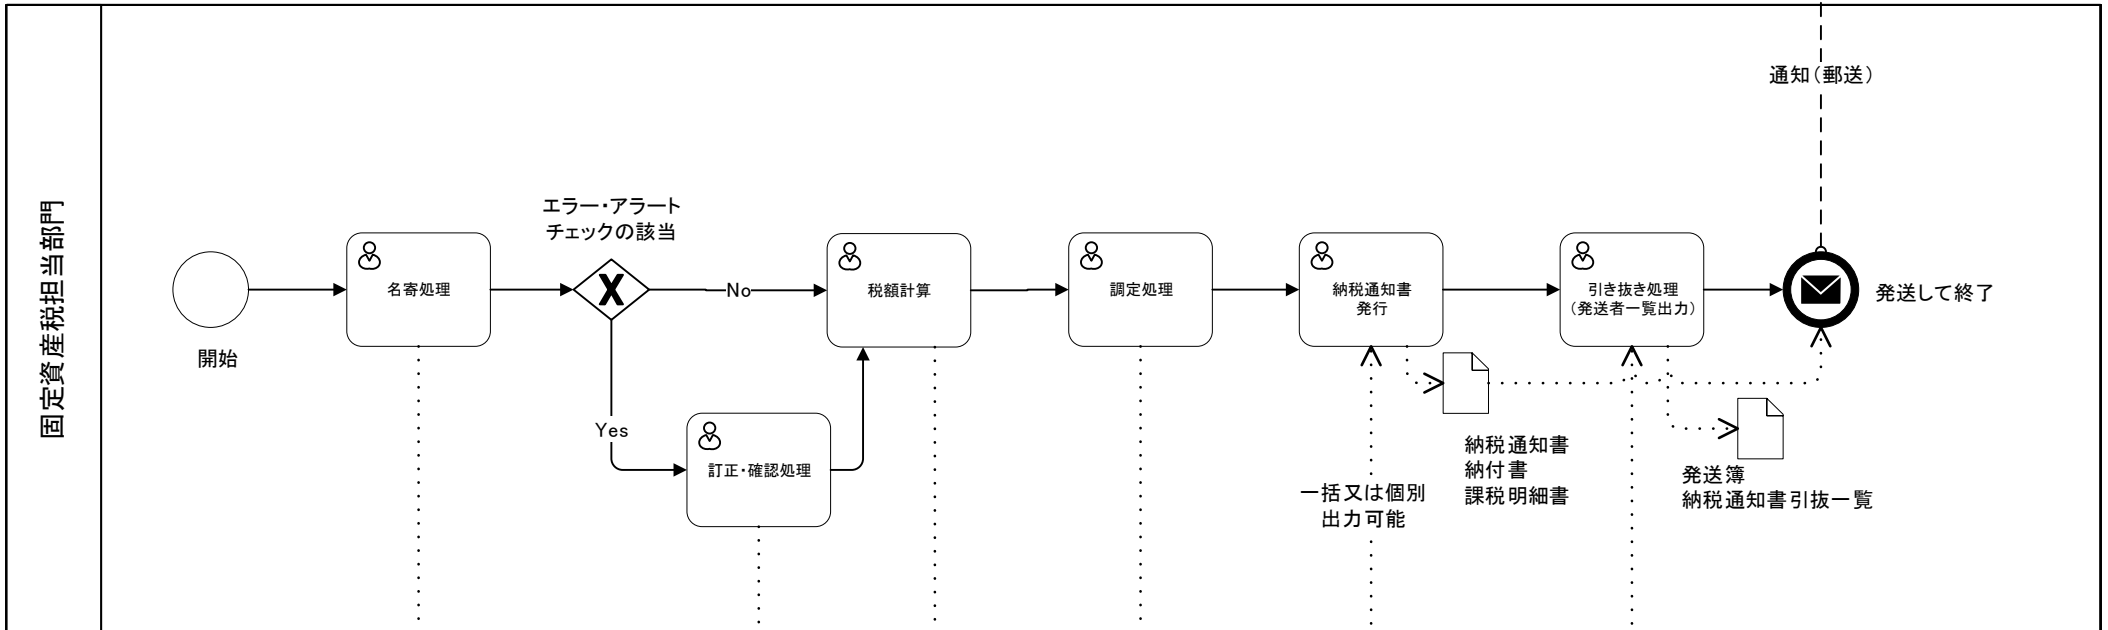 固定資産税担当部門
開始
名寄処理
エラー・アラート
チェックの該当
No
Yes
訂正・確認処理
税額計算
調定処理
納税通知書
発行
一括又は個別
出力可能
納税通知書
納付書
課税明細書
引き抜き処理
(発送者一覧出力)
発送簿
納税通知書引抜一覧
通知(郵送)
発送して終了